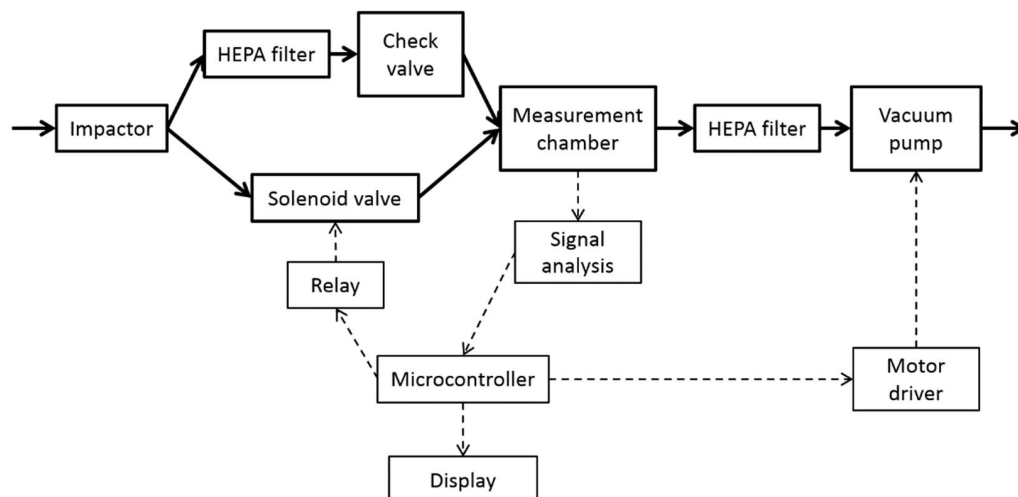 HEPA filter
Check
valve
Impactor
Measurement
chamber
HEPA filter
Vacuum
pump
Solenoid valve
Signal
analysis
Relay
Microcontroller
Motor
driver
Display